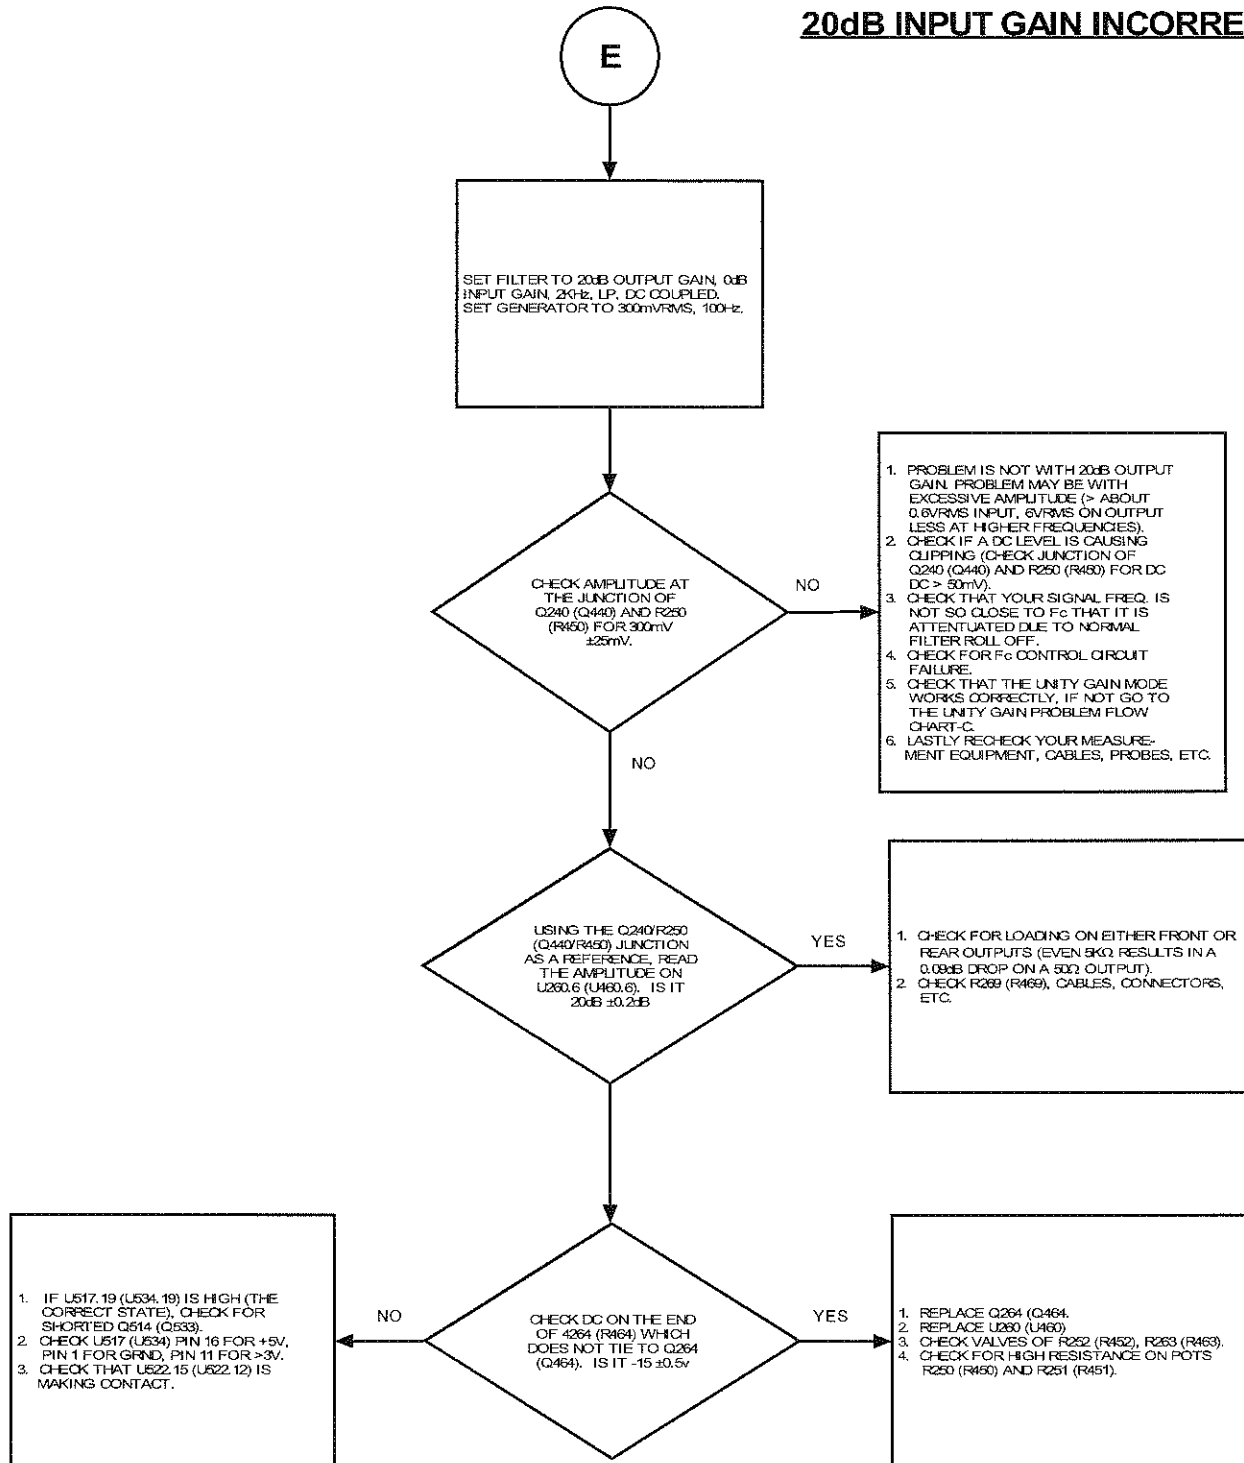 20dB INPUT GAIN INCORRE
E
SET FILTER TO 20dB OUTPUT GAIN, 0dB
INPUT GAIN, 2KHz, LP, DC COUPLED.
SET GENERATOR TO 300mVRMS, 100Hz.
CHECK AMPLITUDE AT
THE JUNCTION OF
Q240 (Q440) AND R250
(R450) FOR 300mV
±25mV.
NO
1. PROBLEM IS NOT WITH 20dB OUTPUT
GAIN. PROBLEM MAY BE WITH
EXCESSIVE AMPLITUDE (> ABOUT
0.6VRMS INPUT, 6VRMS ON OUTPUT
LESS AT HIGHER FREQUENCIES).
2. CHECK IF A DC LEVEL IS CAUSING
CLIPPING (CHECK JUNCTION OF
Q240 (Q440) AND R250 (R450) FOR DC
DC > 50mV).
3. CHECK THAT YOUR SIGNAL FREQ. IS
NOT SO CLOSE TO Fc THAT IT IS
ATTENTUATED DUE TO NORMAL
FILTER ROLL OFF.
4. CHECK FOR Fc CONTROL CIRCUIT
FAILURE.
5. CHECK THAT THE UNITY GAIN MODE
WORKS CORRECTLY, IF NOT GO TO
THE UNITY GAIN PROBLEM FLOW
CHART-C.
6. LASTLY RECHECK YOUR MEASURE-
MENT EQUIPMENT, CABLES, PROBES, ETC.
NO
USING THE Q240/R250
(Q440/R450) JUNCTION
AS A REFERENCE, READ
THE AMPLITUDE ON
U260.6 (U460.6). IS IT
20dB ±0.2dB
YES
1. CHECK FOR LOADING ON EITHER FRONT OR
REAR OUTPUTS (EVEN 5KΩ RESULTS IN A
0.09dB DROP ON A 50Ω OUTPUT).
2. CHECK R269 (R469), CABLES, CONNECTORS,
ETC.
CHECK DC ON THE END
OF 4264 (R464) WHICH
DOES NOT TIE TO Q264
(Q464). IS IT -15 ±0.5v
NO
1. IF U517.19 (U534.19) IS HIGH (THE
CORRECT STATE), CHECK FOR
SHORTED Q514 (Q533).
2. CHECK U517 (U534) PIN 16 FOR +5V,
PIN 1 FOR GRND, PIN 11 FOR >3V.
3. CHECK THAT U522.15 (U522.12) IS
MAKING CONTACT.
YES
1. REPLACE Q264 (Q464.
2. REPLACE U260 (U460)
3. CHECK VALVES OF R252 (R452), R263 (R463).
4. CHECK FOR HIGH RESISTANCE ON POTS
R250 (R450) AND R251 (R451).